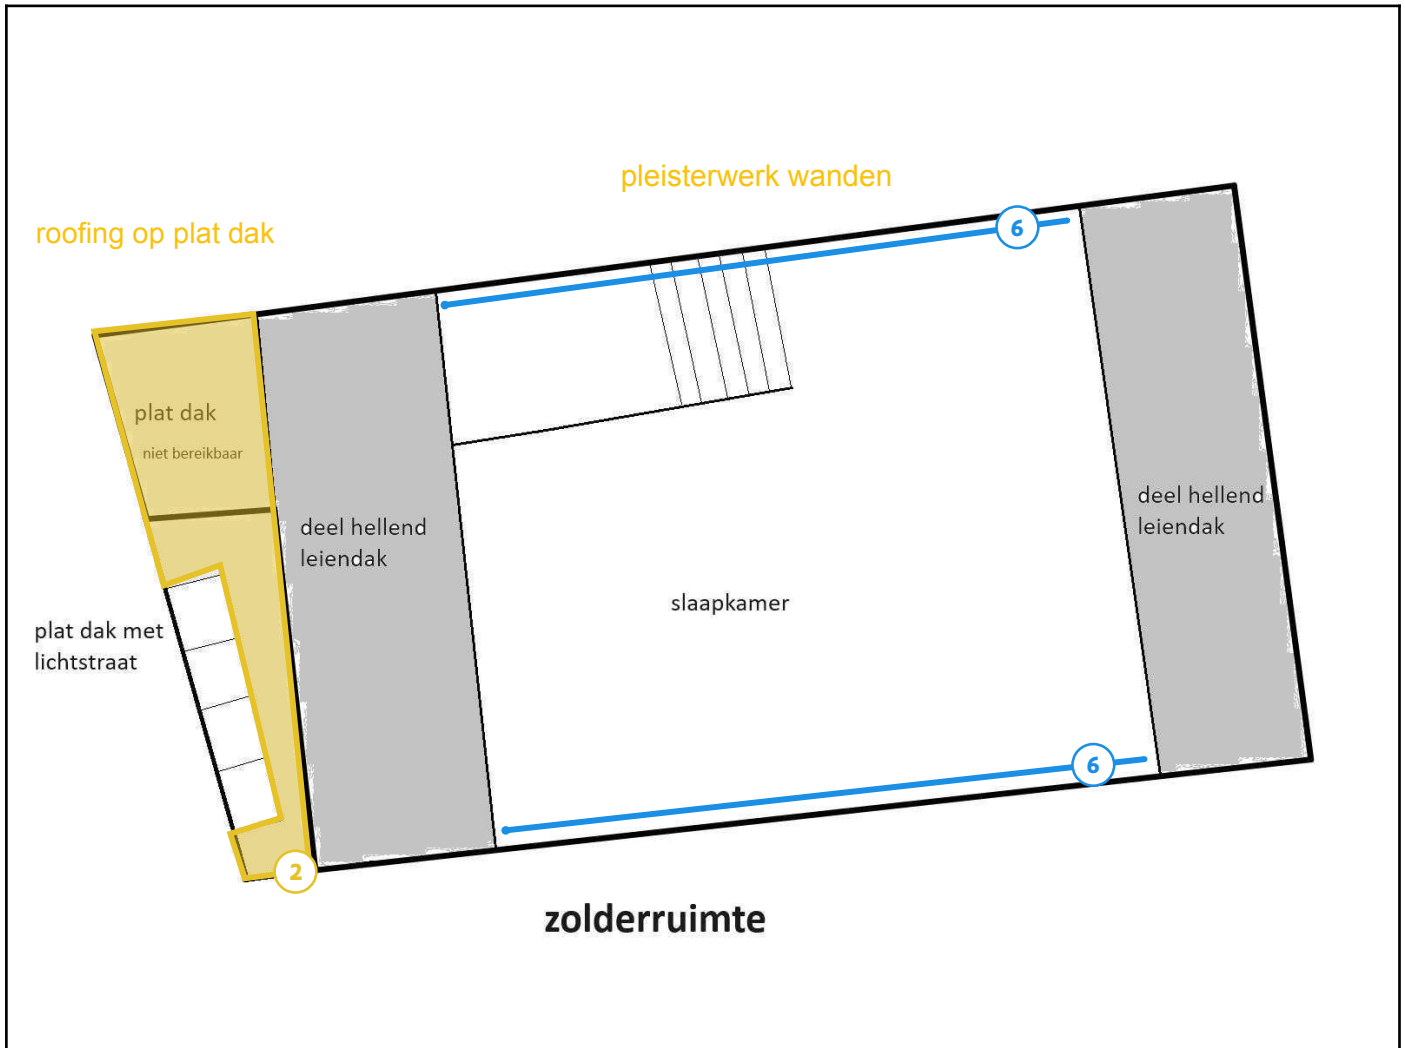 pleisterwerk wanden
roofing op plat dak
6
plat dak
niet bereikbaar
deel hellend
leiendak
deel hellend
leiendak
slaapkamer
plat dak met
lichtstraat
6
2
zolderruimte